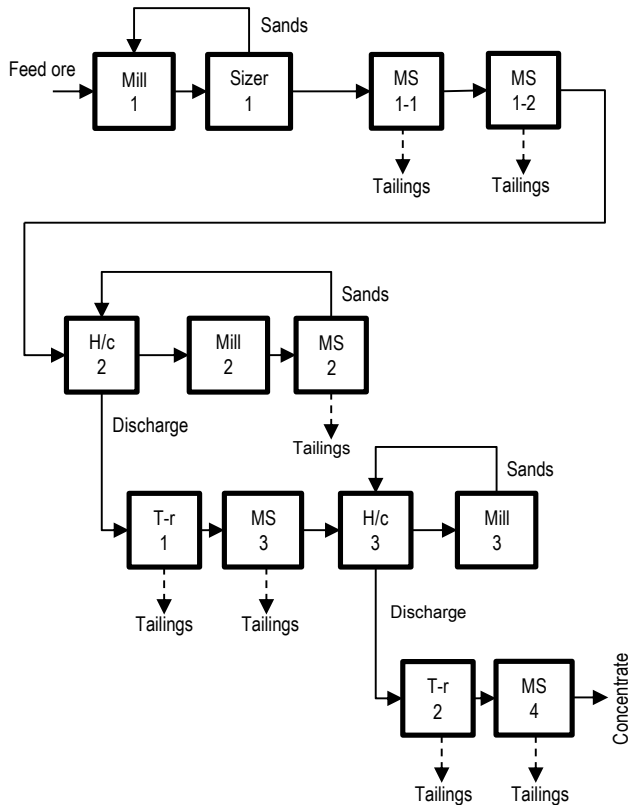 Sands
Feed ore
Mill
1
Sizer
1
MS
1-1
MS
1-2
Tailings
Tailings
Sands
H/c
2
Mill
2
MS
2
Discharge
Tailings
Sands
T-r
1
MS
3
H/c
3
Mill
3
Tailings
Tailings
Discharge
T-r
2
MS
4
Concentrate
Tailings
Tailings